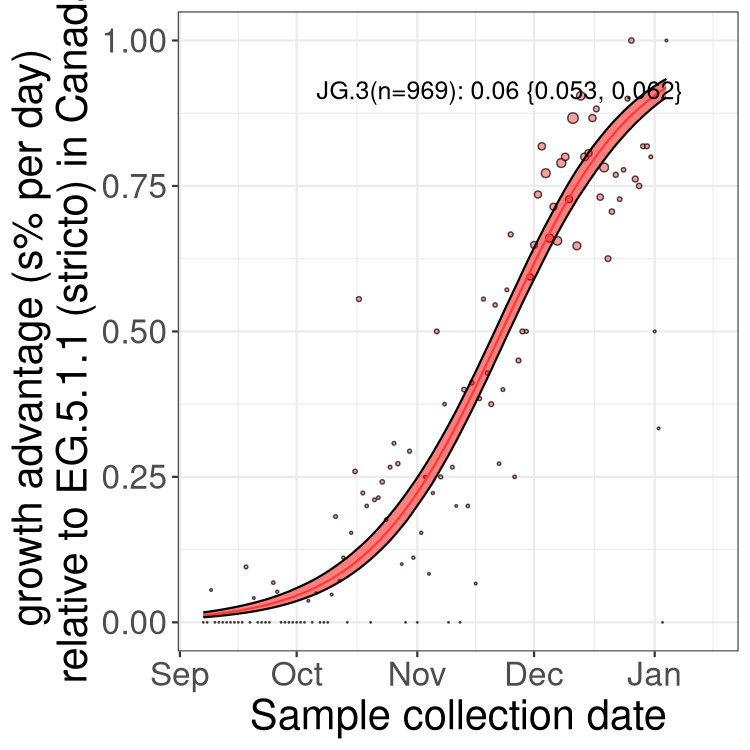 growth advantage (s% per day)
relative to EG.5.1.1 (stricto) in Canada
1.00
0.75
0.50
0.25
0.00
JG.3(n=969): 0.06 {0.053, 0.062}
Sep Oct Nov Dec Jan
Sample collection date